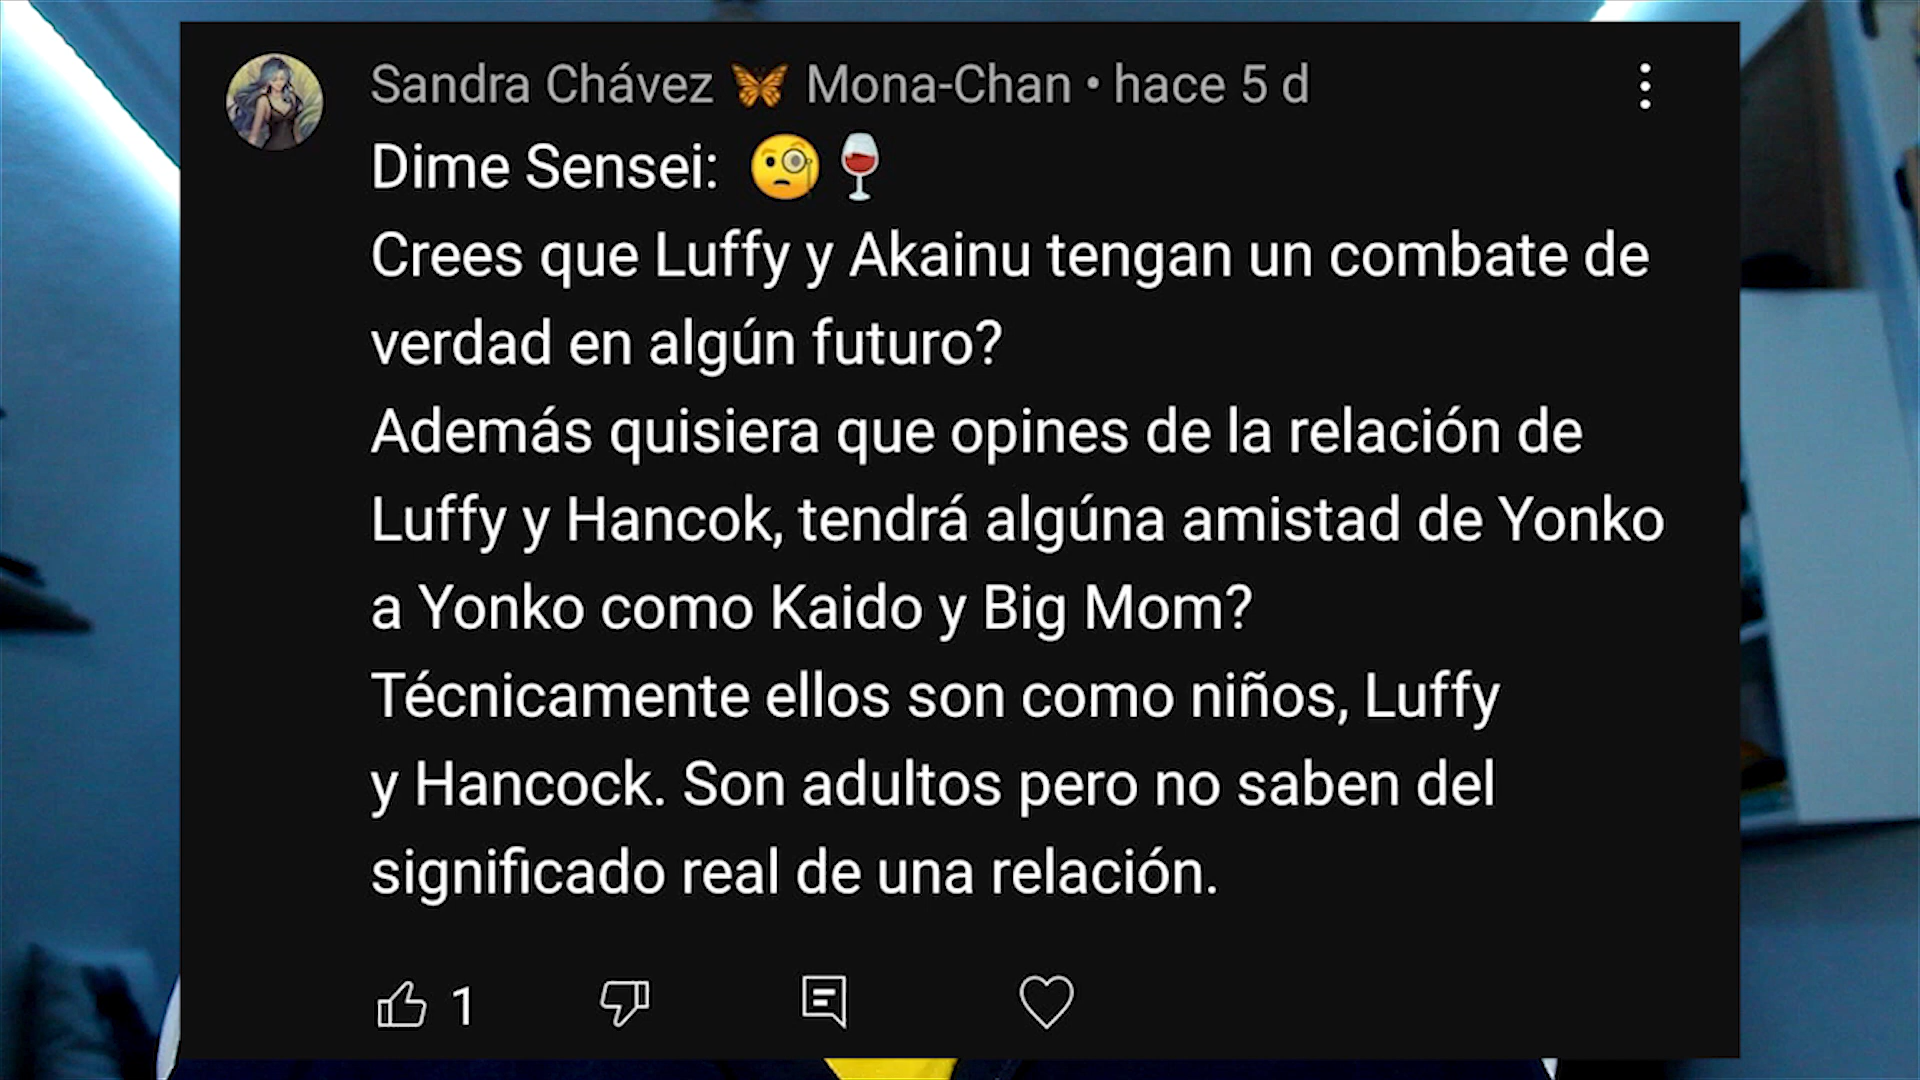 Sandra Chávez 🦋 Mona-Chan • hace 5 d
Dime Sensei: 🧐🍷
Crees que Luffy y Akainu tengan un combate de
verdad en algún futuro?
Además quisiera que opines de la relación de
Luffy y Hancok, tendrá algúna amistad de Yonko
a Yonko como Kaido y Big Mom?
Técnicamente ellos son como niños, Luffy
y Hancock. Son adultos pero no saben del
significado real de una relación.
1